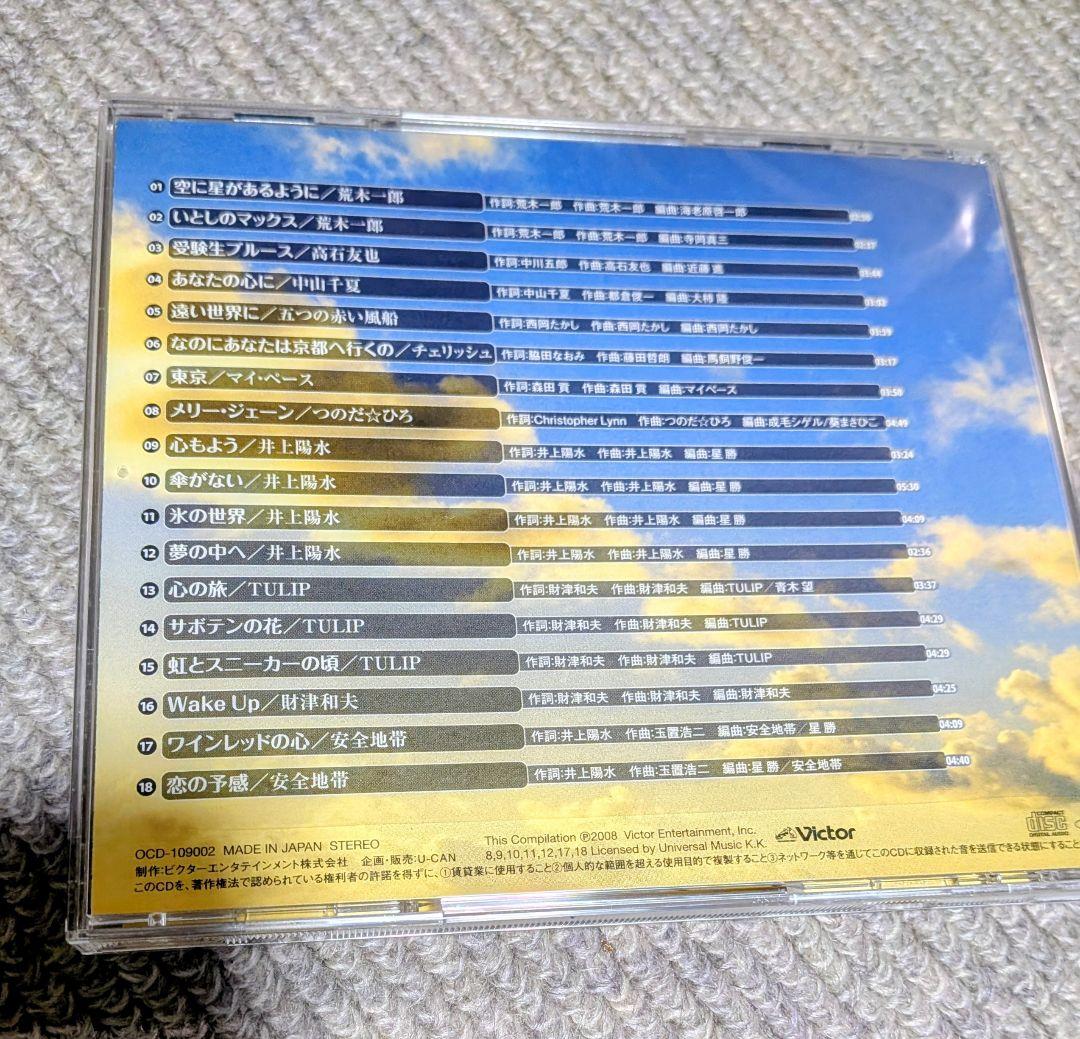 01 空に星があるように／荒木一郎 作詞:荒木一郎 作曲:荒木一郎 編曲:海老原啓一郎
02 いとしのマックス／荒木一郎 作詞:荒木一郎 作曲:荒木一郎 編曲:寺岡真三 02:37
03 受験生ブルース／高石友也 作詞:中川五郎 作曲:高石友也 編曲:近藤 進 03:44
04 あなたの心に／中山千夏 作詞:中山千夏 作曲:都倉俊一 編曲:大柿 隆 03:02
05 遠い世界に／五つの赤い風船 作詞:西岡たかし 作曲:西岡たかし 編曲:西岡たかし 03:39
06 なのにあなたは京都へ行くの／チェリッシュ 作詞:脇田なおみ 作曲:藤田哲朗 編曲:馬飼野俊一 03:17
07 東京／マイ・ペース 作詞:森田 貢 作曲:森田 貢 編曲:マイペース 03:50
08 メリー・ジェーン／つのだ☆ひろ 作詞:Christopher Lynn 作曲:つのだ☆ひろ 編曲:成毛シゲル/葵まさひこ 04:49
09 心もよう／井上陽水 作詞:井上陽水 作曲:井上陽水 編曲:星 勝 03:24
10 傘がない／井上陽水 作詞:井上陽水 作曲:井上陽水 編曲:星 勝 05:30
11 氷の世界／井上陽水 作詞:井上陽水 作曲:井上陽水 編曲:星 勝 04:09
12 夢の中へ／井上陽水 作詞:井上陽水 作曲:井上陽水 編曲:星 勝 02:36
13 心の旅／TULIP 作詞:財津和夫 作曲:財津和夫 編曲:TULIP／青木 望 03:37
14 サボテンの花／TULIP 作詞:財津和夫 作曲:財津和夫 編曲:TULIP 04:29
15 虹とスニーカーの頃／TULIP 作詞:財津和夫 作曲:財津和夫 編曲:TULIP 04:29
16 Wake Up／財津和夫 作詞:財津和夫 作曲:財津和夫 編曲:財津和夫 04:25
17 ワインレッドの心／安全地帯 作詞:井上陽水 作曲:玉置浩二 編曲:安全地帯／星 勝 04:09
18 恋の予感／安全地帯 作詞:井上陽水 作曲:玉置浩二 編曲:星 勝／安全地帯 04:40
OCD-109002 MADE IN JAPAN STEREO
This Compilation ℗2008 Victor Entertainment, Inc.
Victor
COMPACT disc DIGITAL AUDIO
制作:ビクターエンタテインメント株式会社 企画・販売:U-CAN
8,9,10,11,12,17,18 Licensed by Universal Music K.K.
このCDを、著作権法で認められている権利者の許諾を得ずに、①賃貸業に使用すること②個人的な範囲を超える使用目的で複製すること③ネットワーク等を通じてこのCDに収録された音を送信できる状態にすること